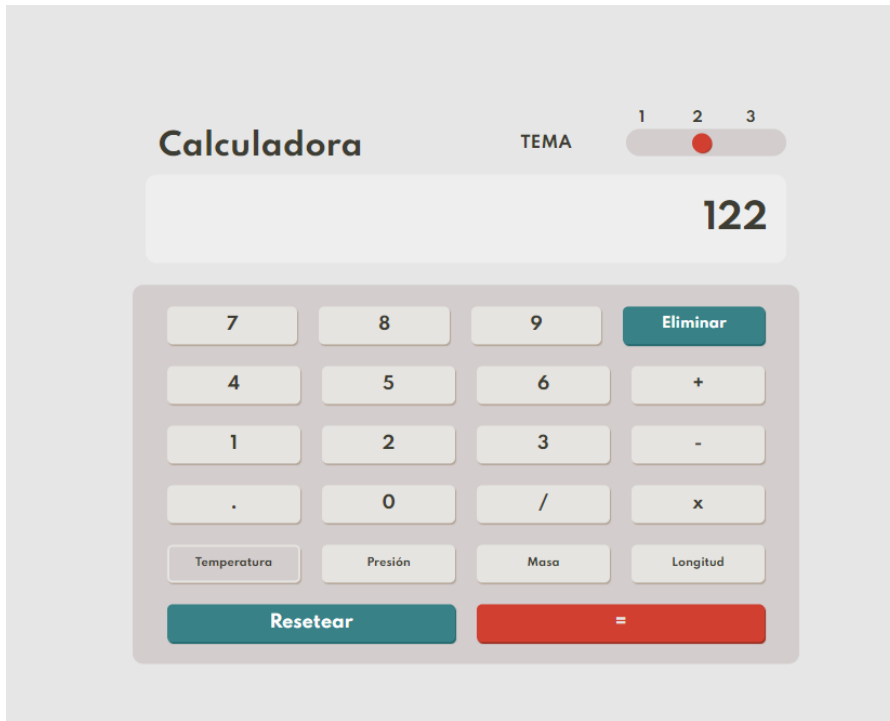 1 2 3
Calculadora TEMA
122
7 8 9 Eliminar
4 5 6 +
1 2 3 -
. 0 / x
Temperatura Presión Masa Longitud
Resetear =